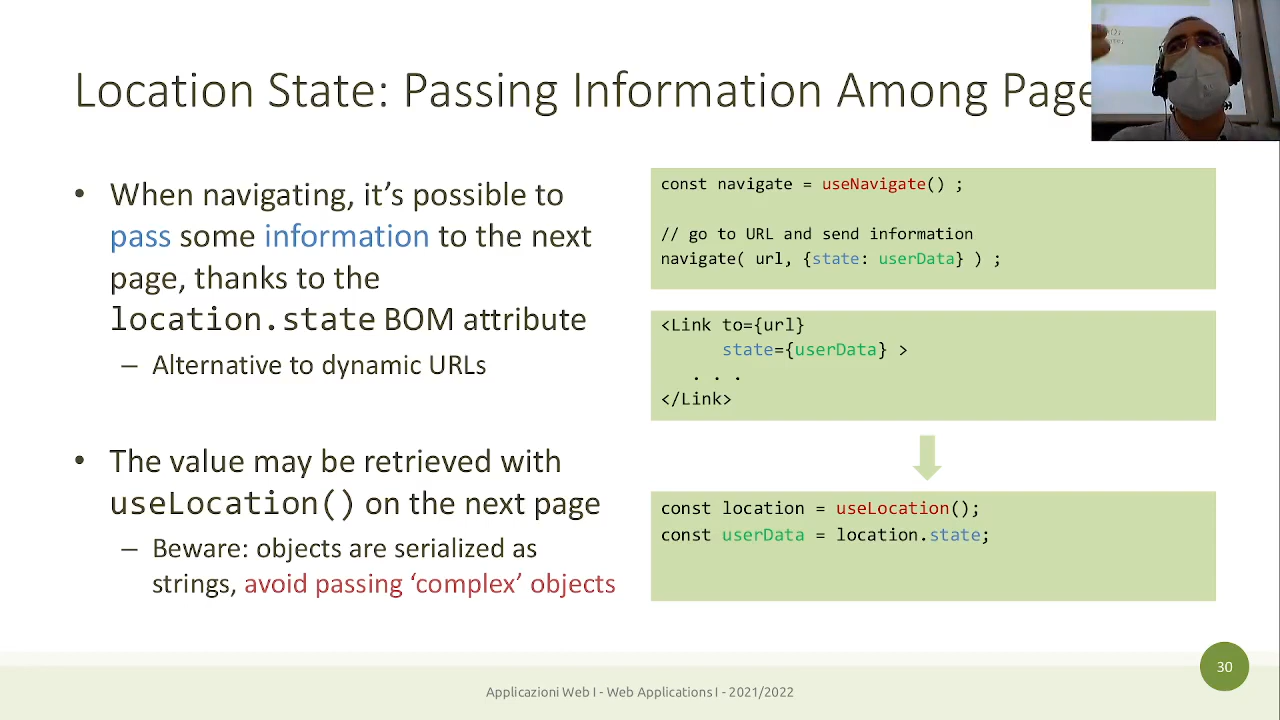 Location State: Passing Information Among Page
• When navigating, it's possible to
pass some information to the next
page, thanks to the
location.state BOM attribute
– Alternative to dynamic URLs
• The value may be retrieved with
useLocation() on the next page
– Beware: objects are serialized as
strings, avoid passing ‘complex’ objects
const navigate = useNavigate() ;
// go to URL and send information
navigate( url, {state: userData} ) ;
<Link to={url}
state={userData} >
. . .
</Link>
const location = useLocation();
const userData = location.state;
30
Applicazioni Web I - Web Applications I - 2021/2022